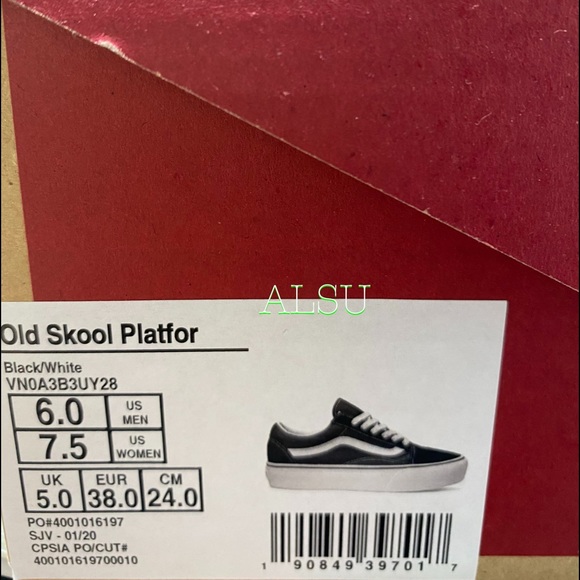 ALSU
Old Skool Platfor
Black/White
VN0A3B3UY28
6.0 US MEN
7.5 US WOMEN
UK EUR CM
5.0 38.0 24.0
PO#4001016197
SJV - 01/20
CPSIA PO/CUT#
400101619700010
1 90849 39701 7